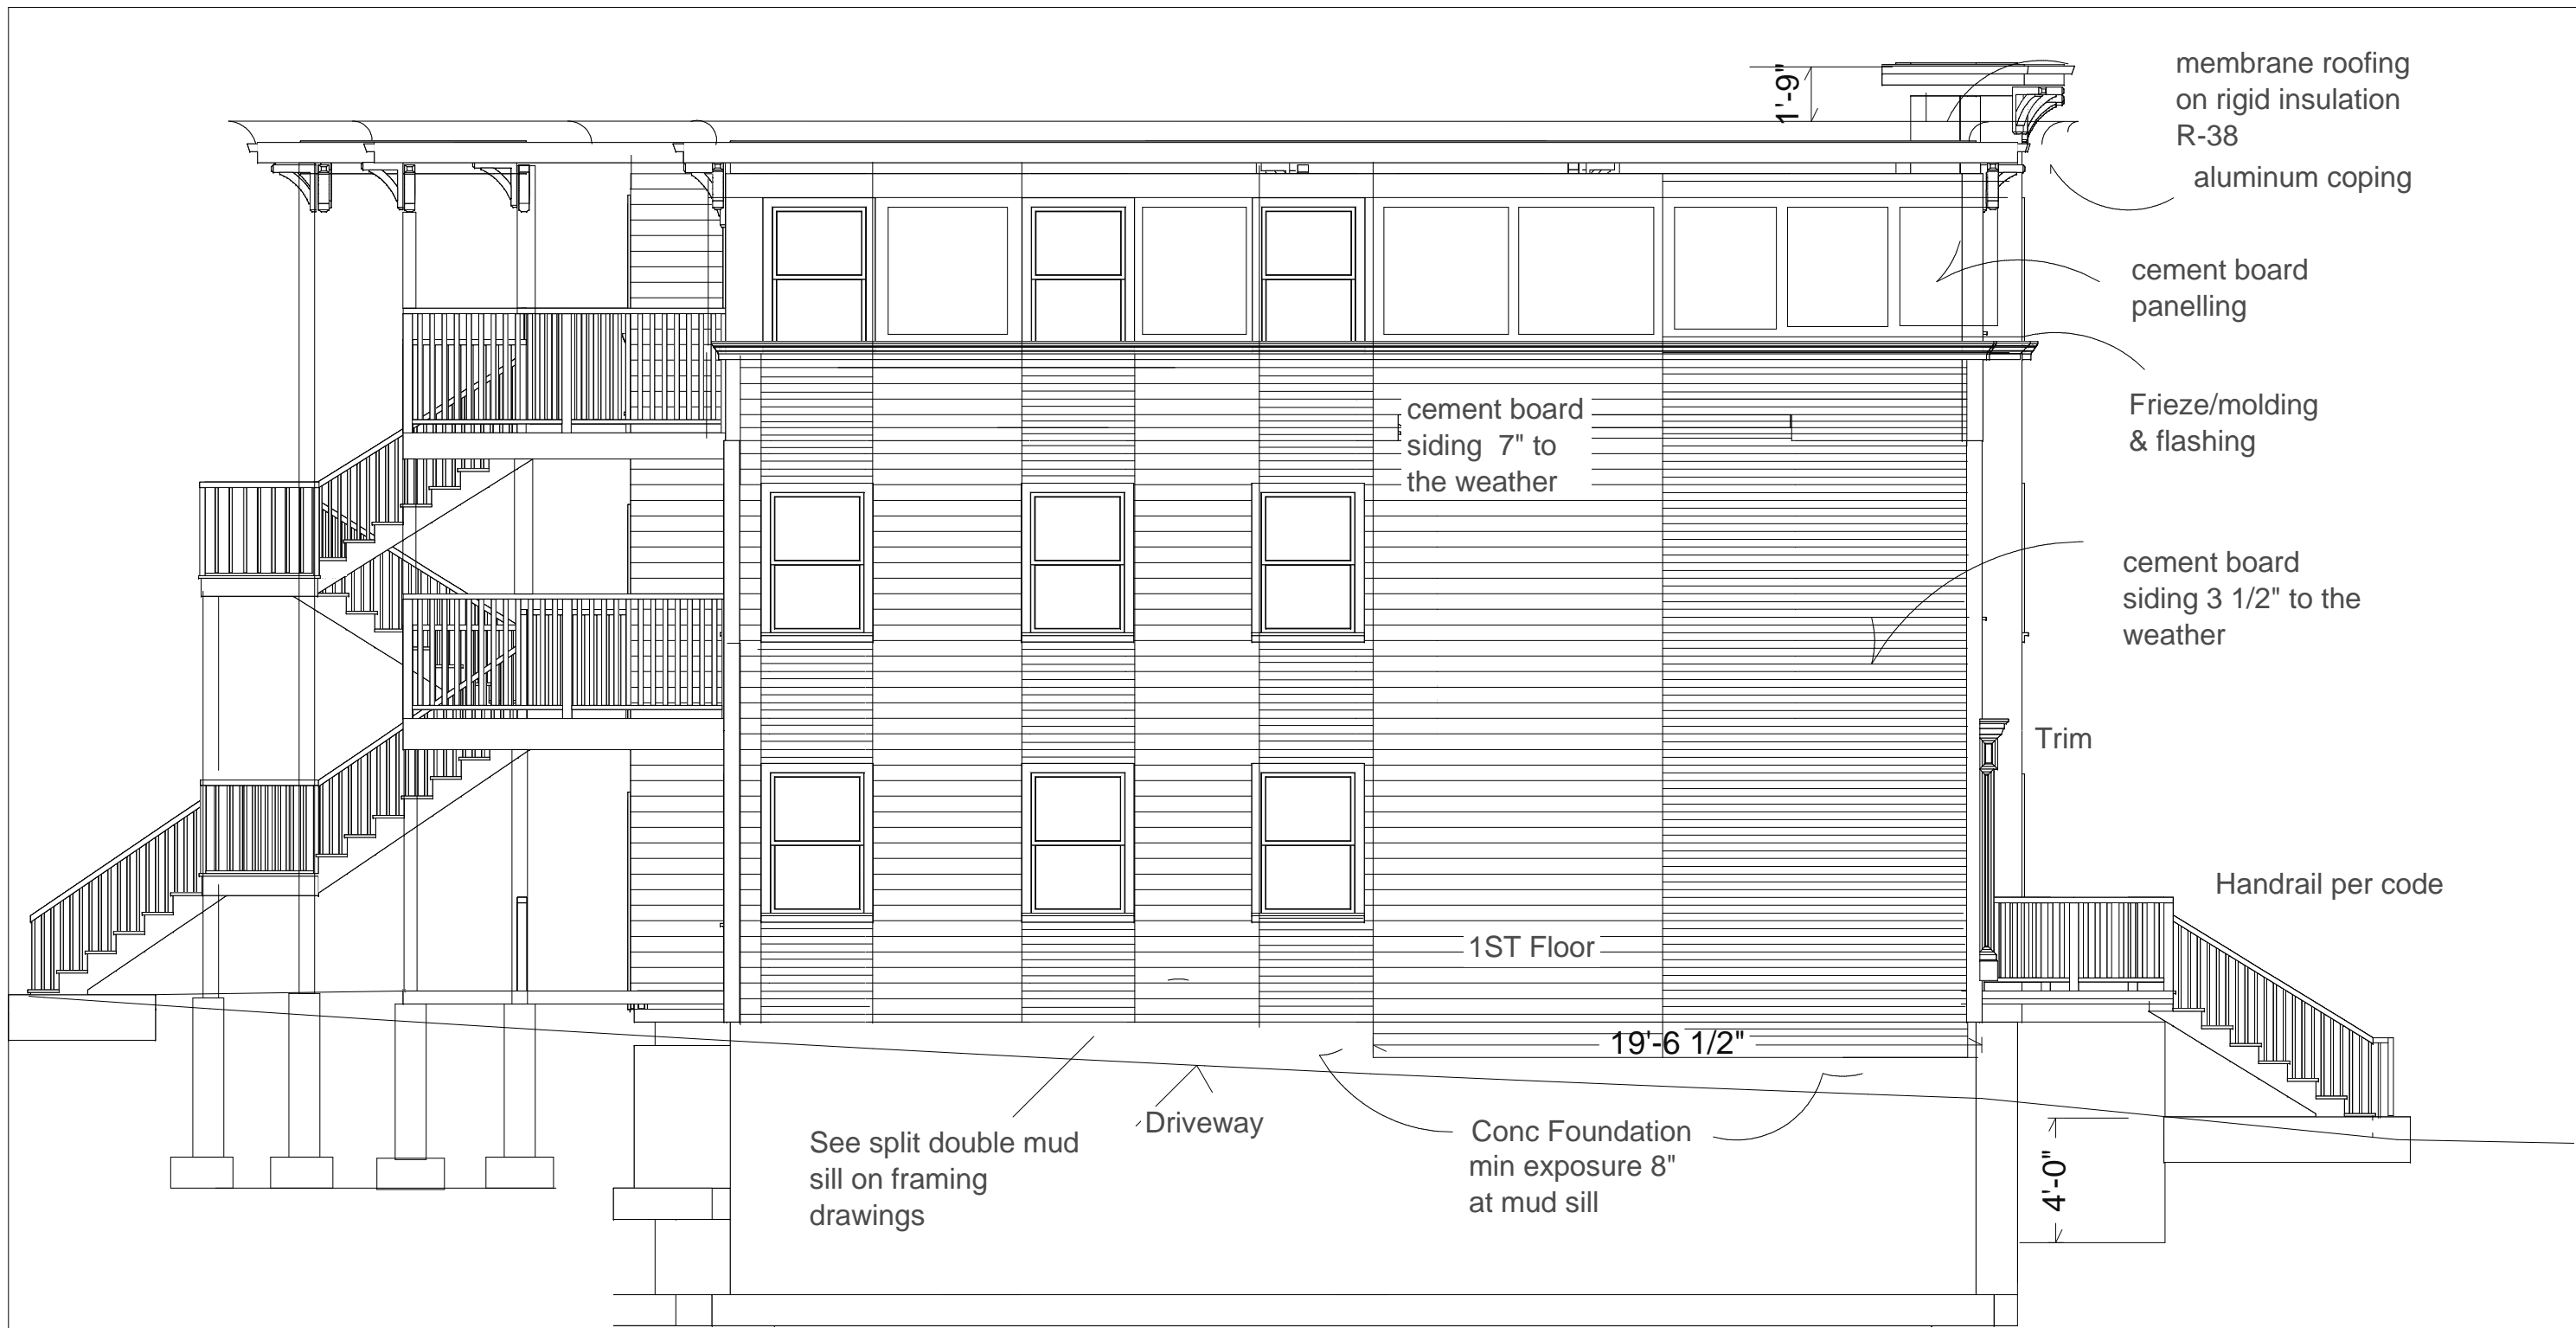 1'-9"
membrane roofing
on rigid insulation
R-38
aluminum coping
cement board
panelling
Frieze/molding
& flashing
cement board
siding 7" to
the weather
cement board
siding 3 1/2" to the
weather
Trim
Handrail per code
1ST Floor
19'-6 1/2"
See split double mud
sill on framing
drawings
Driveway
Conc Foundation
min exposure 8"
at mud sill
4'-0"